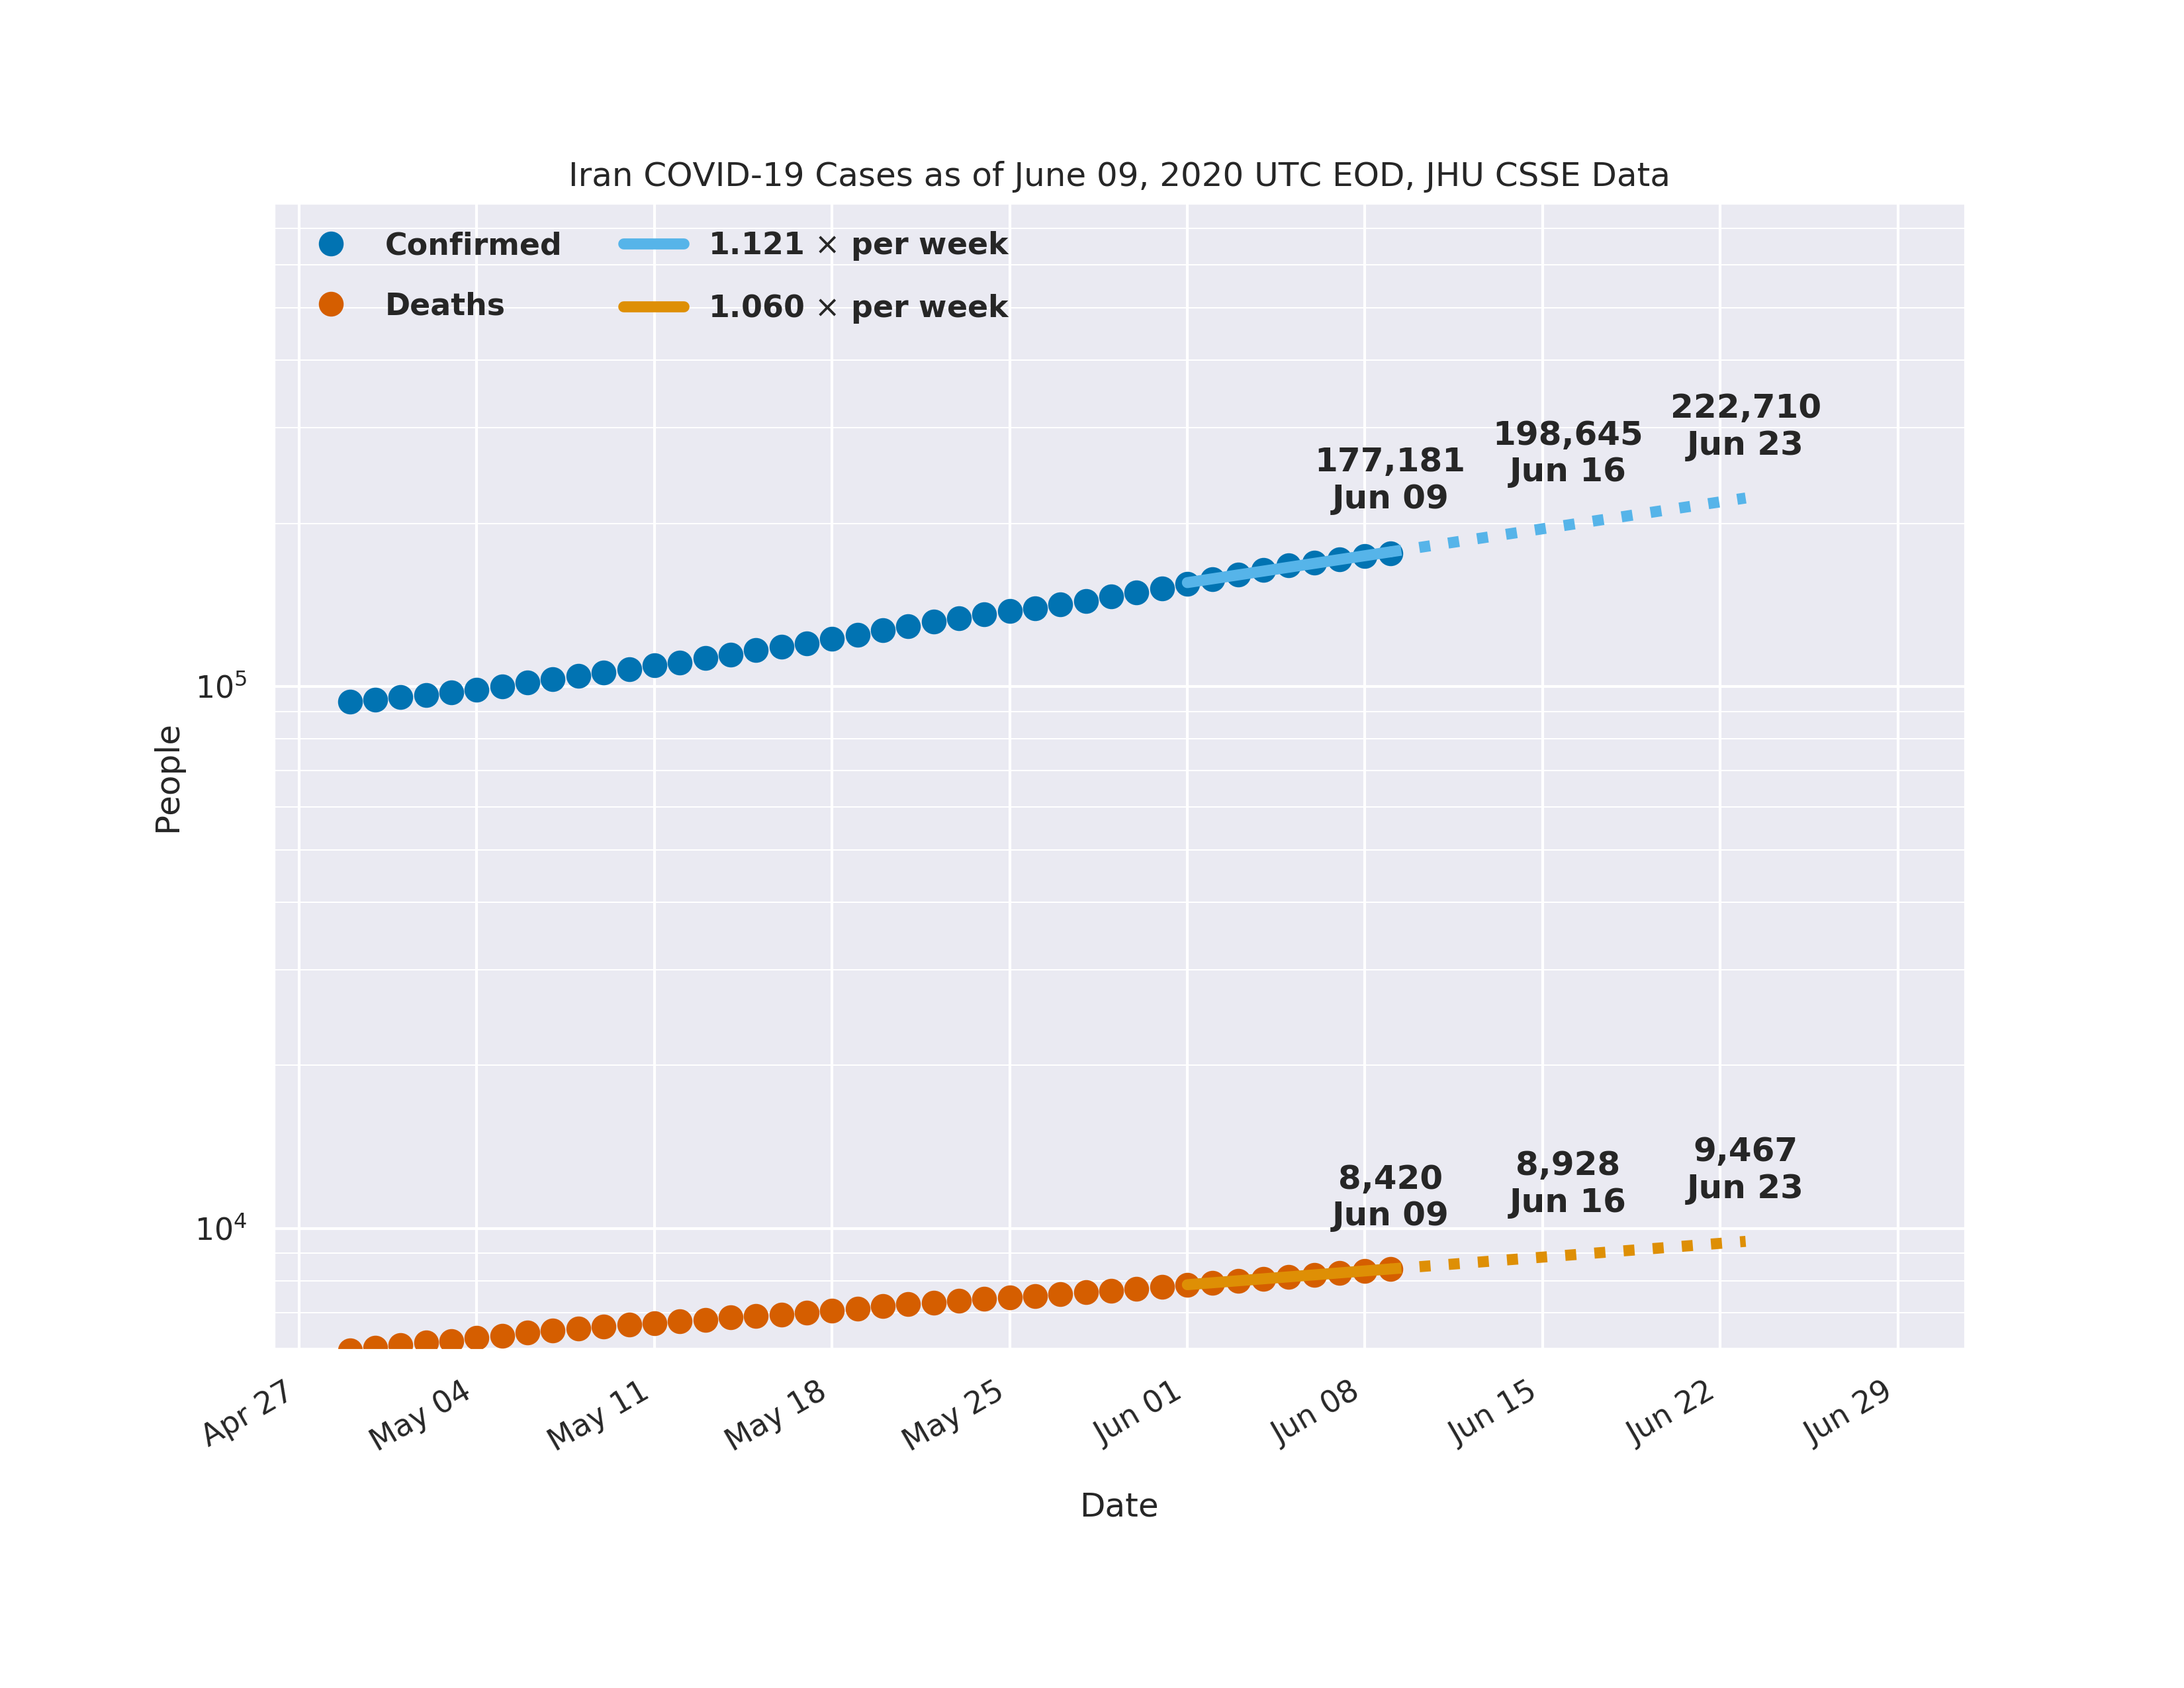 Iran COVID-19 Cases as of June 09, 2020 UTC EOD, JHU CSSE Data
Confirmed
Deaths
1.121 × per week
1.060 × per week
222,710
Jun 23
198,645
Jun 16
177,181
Jun 09
10⁵
People
9,467
Jun 23
8,928
Jun 16
8,420
Jun 09
10⁴
Apr 27
May 04
May 11
May 18
May 25
Jun 01
Jun 08
Jun 15
Jun 22
Jun 29
Date